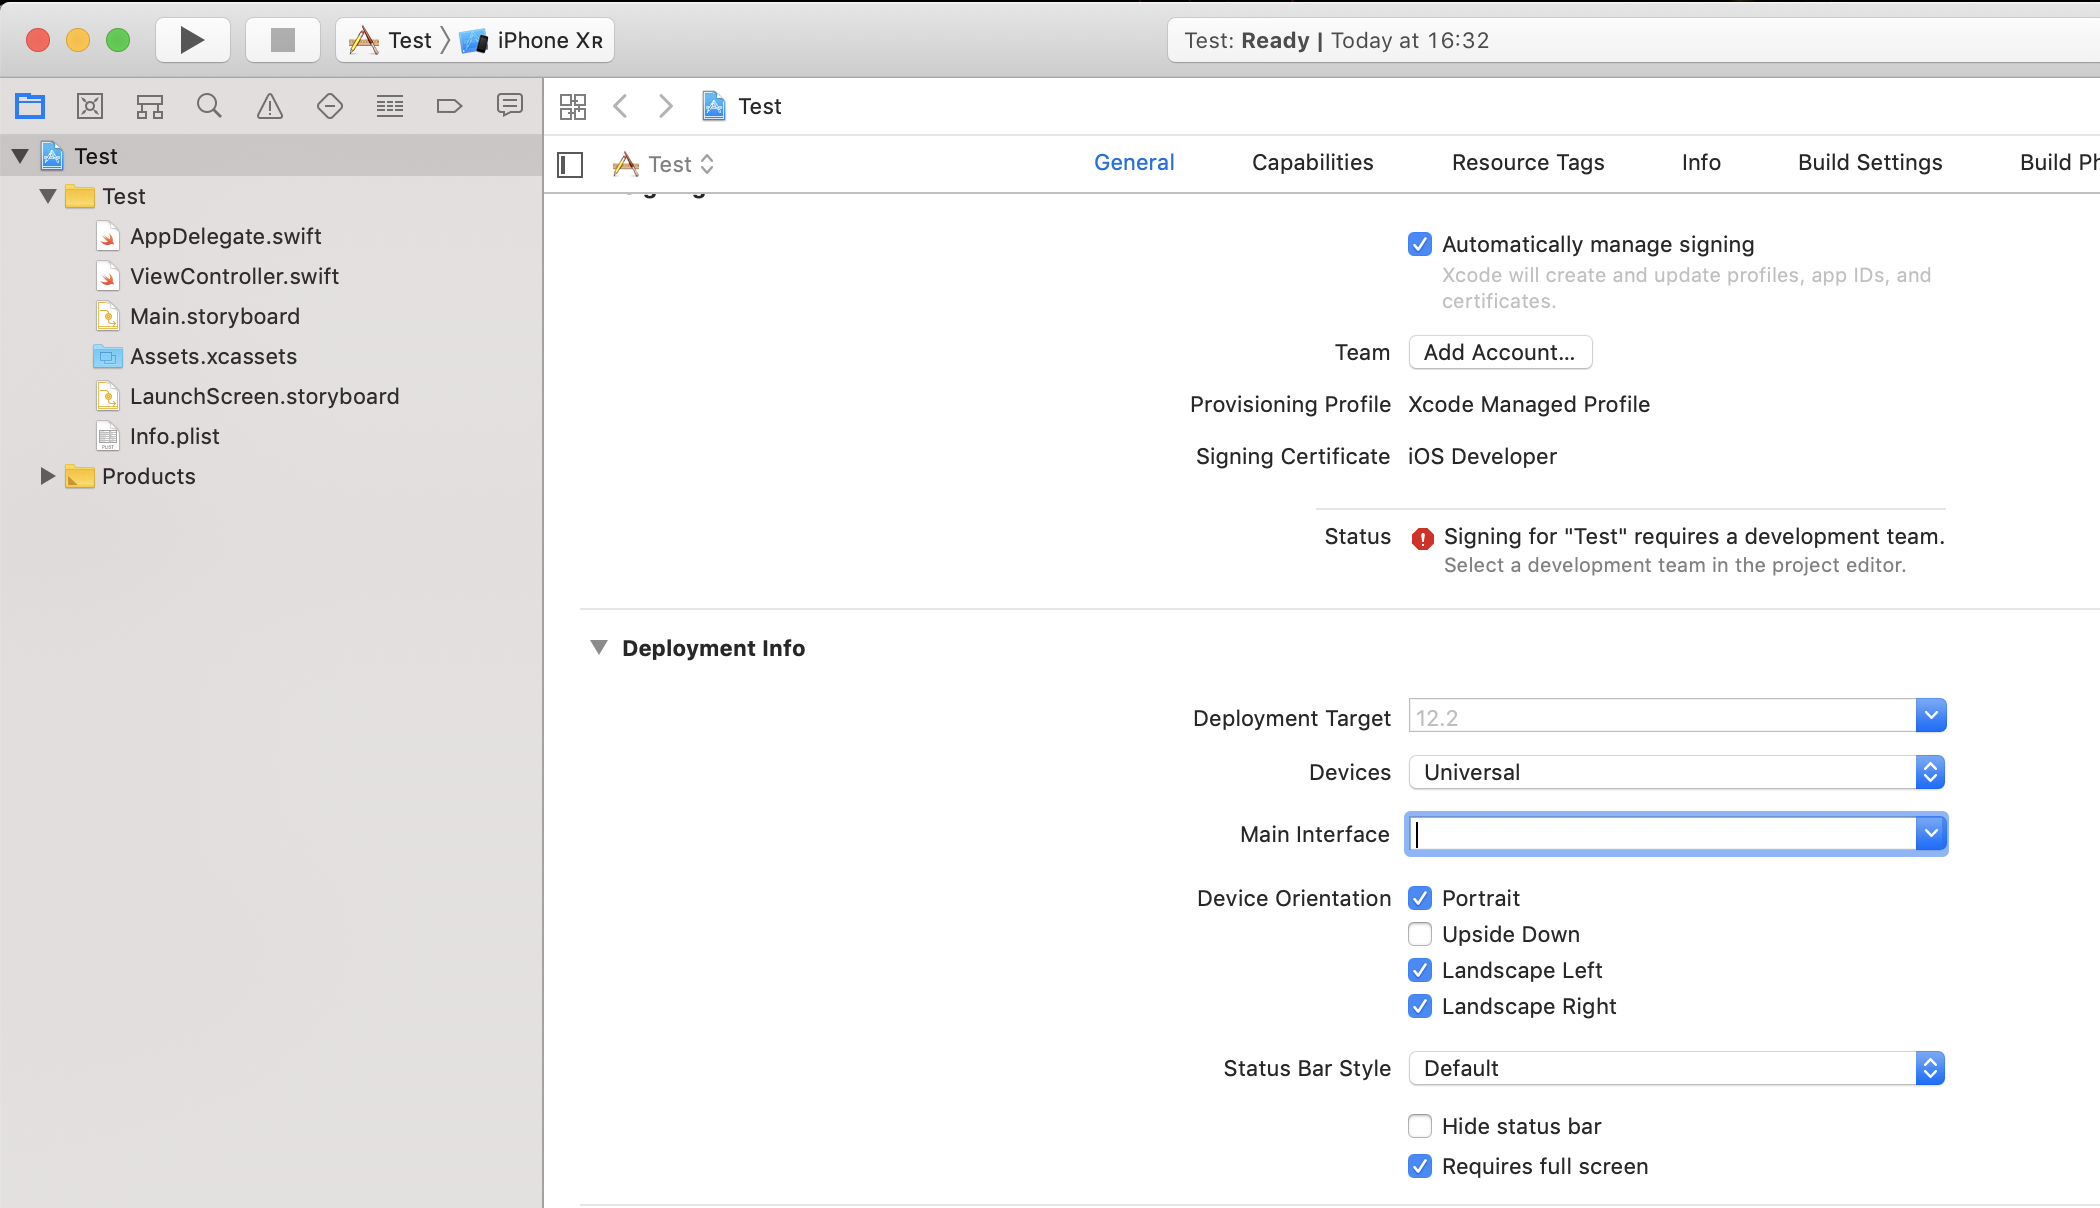 Test iPhone XR
Test: Ready | Today at 16:32
Test
Test
General Capabilities Resource Tags Info Build Settings Build Ph
Test
Test
AppDelegate.swift
ViewController.swift
Main.storyboard
Assets.xcassets
LaunchScreen.storyboard
Info.plist
Products
Automatically manage signing
Xcode will create and update profiles, app IDs, and
certificates.
Team Add Account...
Provisioning Profile Xcode Managed Profile
Signing Certificate iOS Developer
Status Signing for "Test" requires a development team.
Select a development team in the project editor.
Deployment Info
Deployment Target 12.2
Devices Universal
Main Interface
Device Orientation Portrait
Upside Down
Landscape Left
Landscape Right
Status Bar Style Default
Hide status bar
Requires full screen